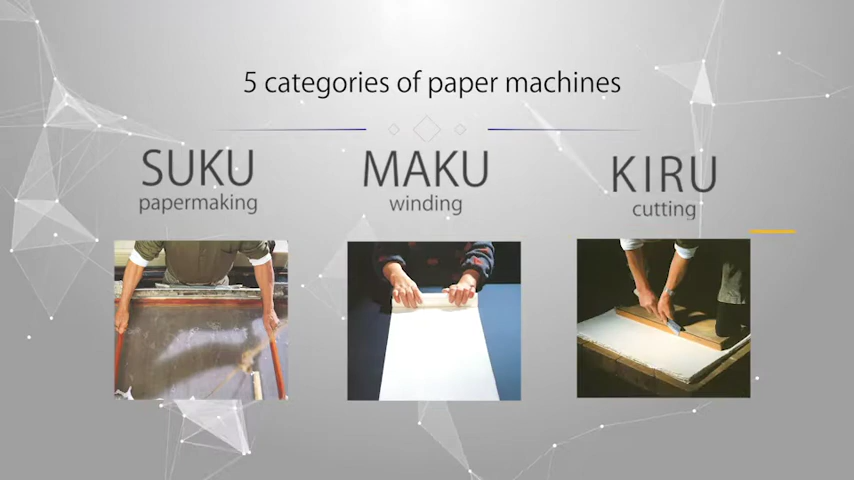 5 categories of paper machines
SUKU
papermaking
MAKU
winding
KIRU
cutting